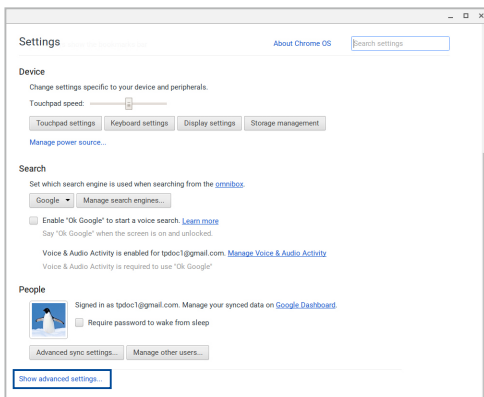 Settings
About Chrome OS
Search settings
Device
Change settings specific to your device and peripherals.
Touchpad speed:
Touchpad settings Keyboard settings Display settings Storage management
Manage power source...
Search
Set which search engine is used when searching from the omnibox.
Google Manage search engines...
Enable "Ok Google" to start a voice search. Learn more
Say "Ok Google" when the screen is on and unlocked.
Voice & Audio Activity is enabled for tpdoc1@gmail.com. Manage Voice & Audio Activity
Voice & Audio Activity is required to use "Ok Google"
People
Signed in as tpdoc1@gmail.com. Manage your synced data on Google Dashboard.
Require password to wake from sleep
Advanced sync settings... Manage other users...
Show advanced settings...